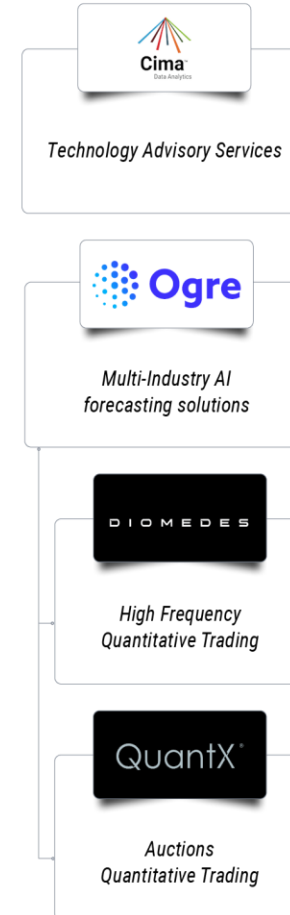 Cima™
Data Analytics
Technology Advisory Services
Ogre
Multi-Industry AI
forecasting solutions
DIOMEDES
High Frequency
Quantitative Trading
QuantX®
Auctions
Quantitative Trading